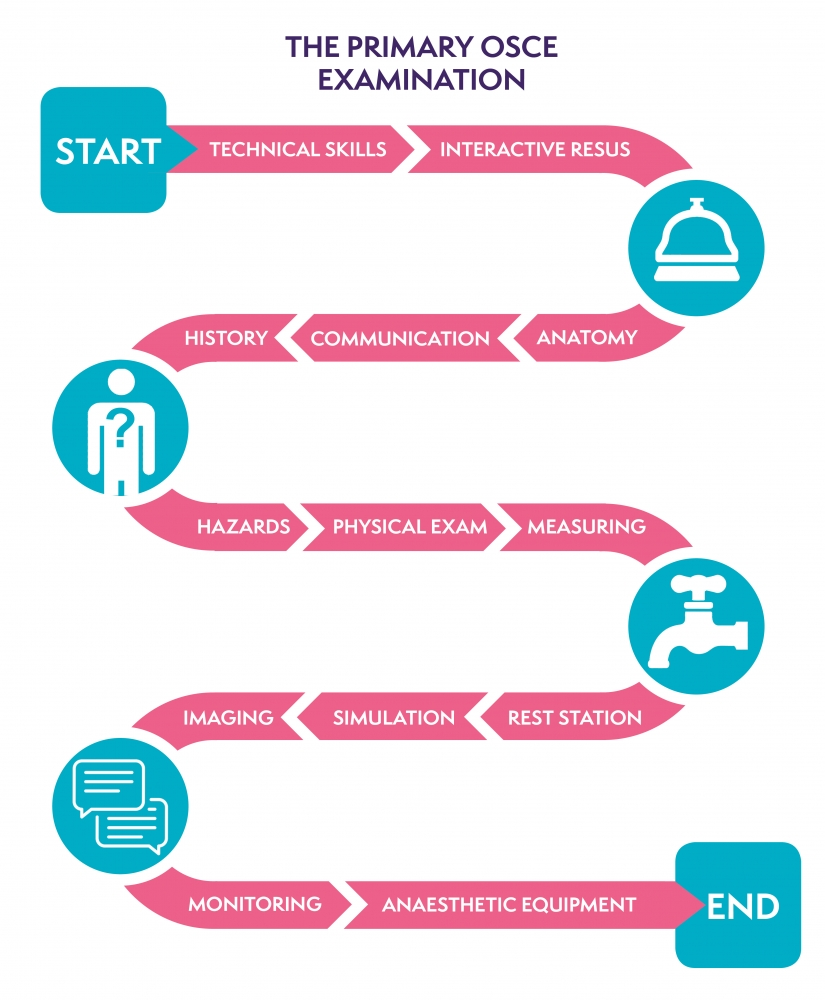 THE PRIMARY OSCE
EXAMINATION
START
TECHNICAL SKILLS
INTERACTIVE RESUS
ANATOMY
COMMUNICATION
HISTORY
?
HAZARDS
PHYSICAL EXAM
MEASURING
REST STATION
SIMULATION
IMAGING
MONITORING
ANAESTHETIC EQUIPMENT
END